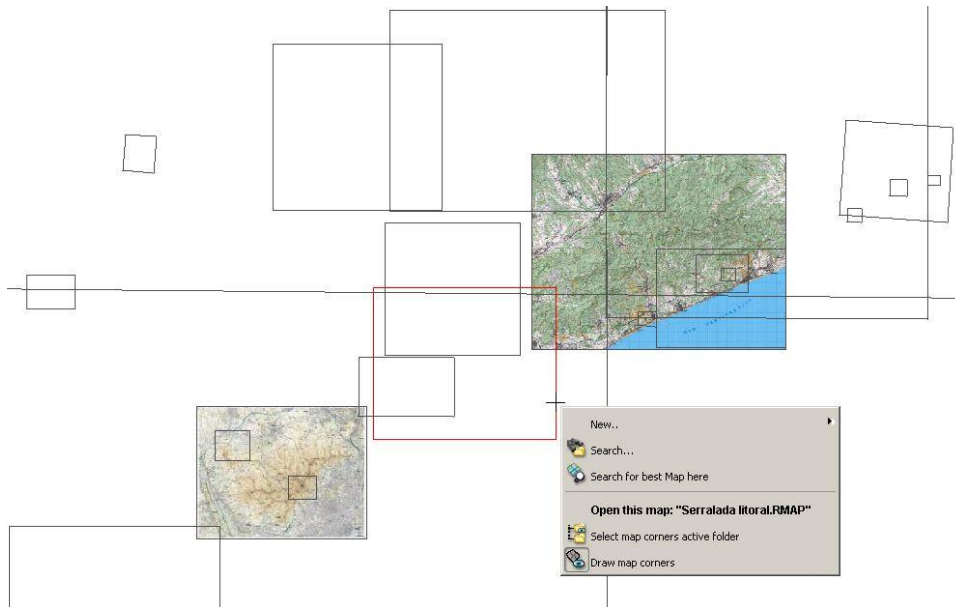 New..
Search...
Search for best Map here
Open this map: "Serralada litoral.RMAP"
Select map corners active folder
Draw map corners